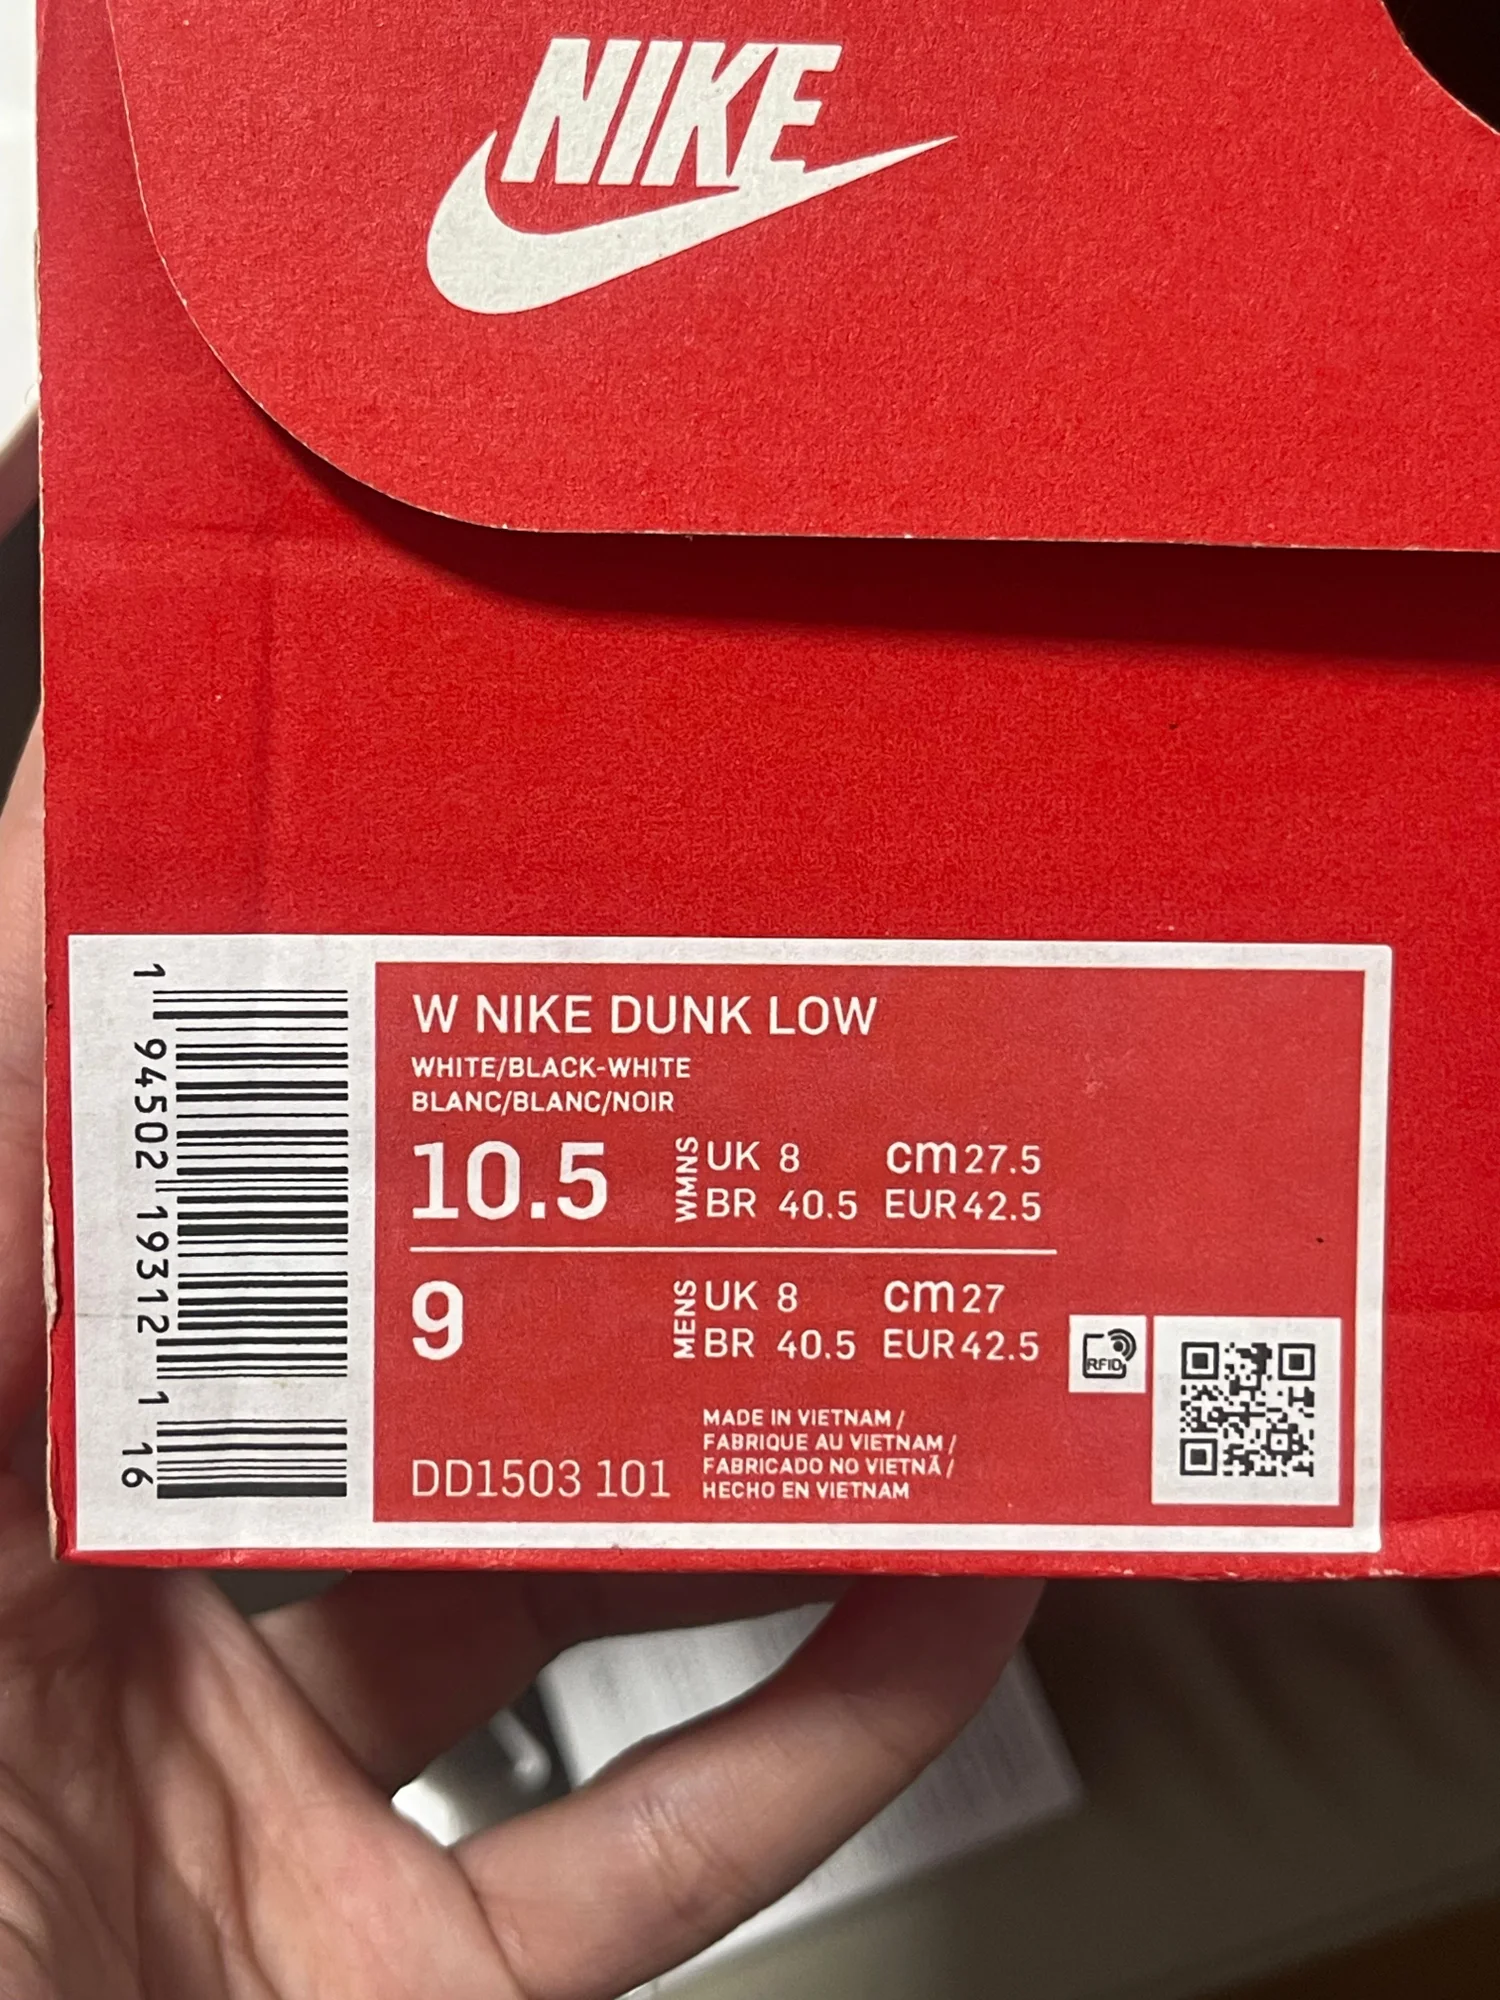 NIKE
W NIKE DUNK LOW
WHITE/BLACK-WHITE
BLANC/BLANC/NOIR
10.5
WMNS
UK 8 cm 27.5
BR 40.5 EUR 42.5
9
MENS
UK 8 cm 27
BR 40.5 EUR 42.5
RFID
MADE IN VIETNAM /
FABRIQUE AU VIETNAM /
FABRICADO NO VIETNÃ /
HECHO EN VIETNAM
DD1503 101
1 94502 19312 1 16